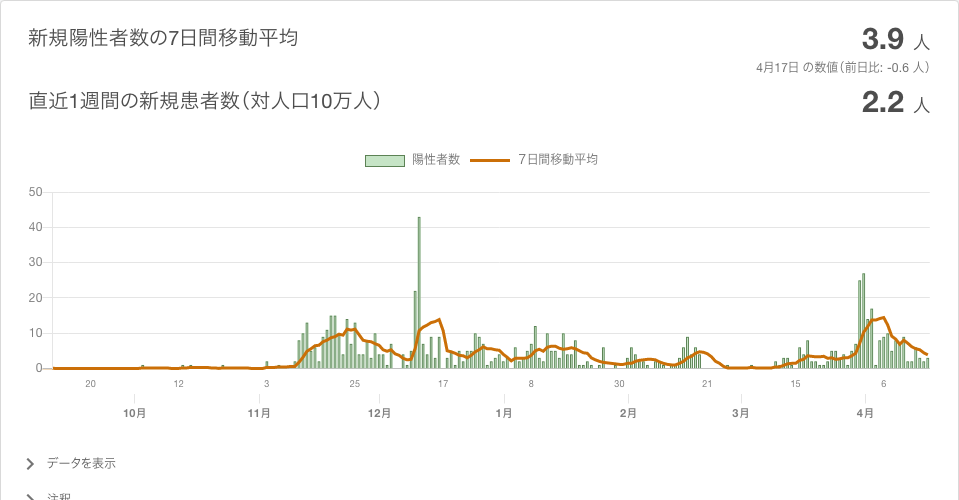 新規陽性者数の7日間移動平均
3.9 人
4月17日 の数値（前日比: -0.6 人）
直近1週間の新規患者数（対人口10万人）
2.2 人
陽性者数 7日間移動平均
50
40
30
20
10
0
20 12 3 25 17 8 30 21 15 6
10月 11月 12月 1月 2月 3月 4月
データを表示
注釈